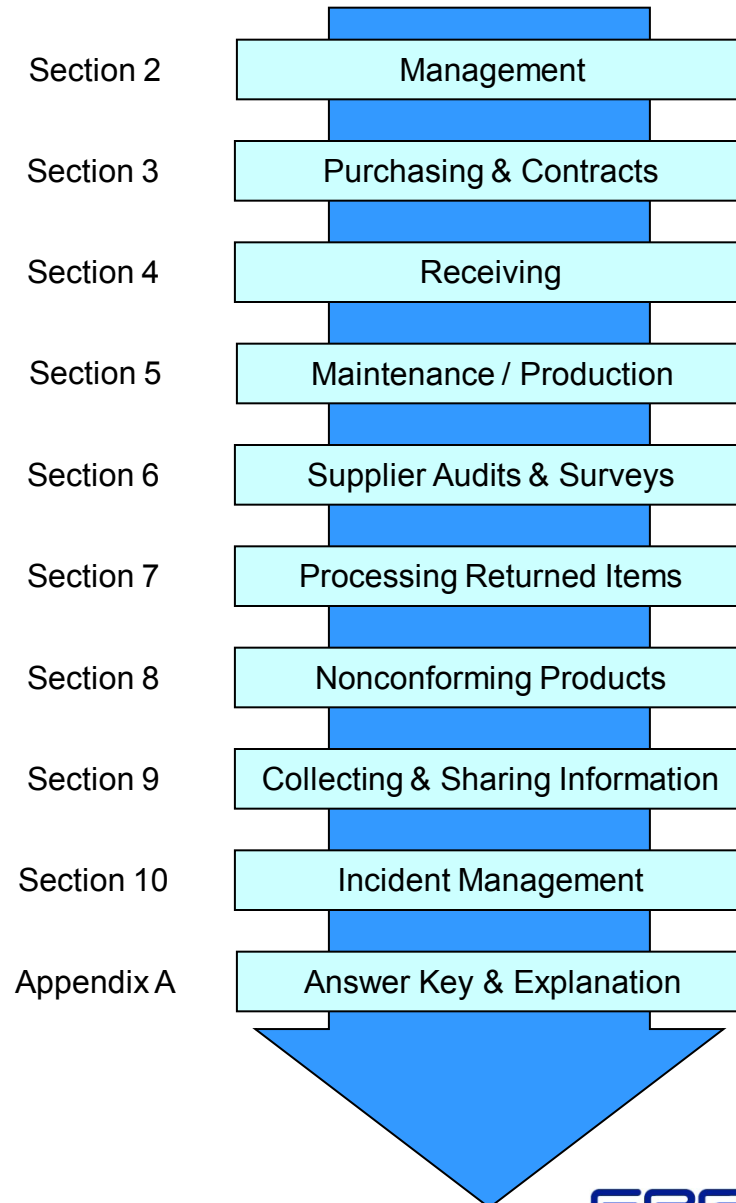 Section 2 Management
Section 3 Purchasing & Contracts
Section 4 Receiving
Section 5 Maintenance / Production
Section 6 Supplier Audits & Surveys
Section 7 Processing Returned Items
Section 8 Nonconforming Products
Section 9 Collecting & Sharing Information
Section 10 Incident Management
Appendix A Answer Key & Explanation